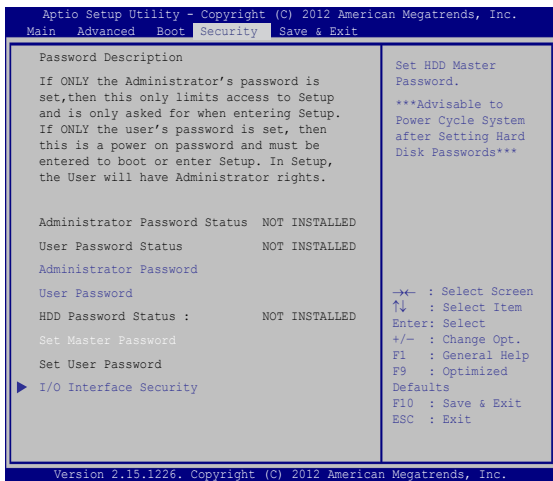 Aptio Setup Utility - Copyright (C) 2012 American Megatrends, Inc.
Main Advanced Boot Security Save & Exit
Password Description
If ONLY the Administrator's password is
set,then this only limits access to Setup
and is only asked for when entering Setup.
If ONLY the user's password is set, then
this is a power on password and must be
entered to boot or enter Setup. In Setup,
the User will have Administrator rights.
Administrator Password Status NOT INSTALLED
User Password Status NOT INSTALLED
Administrator Password
User Password
HDD Password Status : NOT INSTALLED
Set Master Password
Set User Password
I/O Interface Security
Set HDD Master
Password.
***Advisable to
Power Cycle System
after Setting Hard
Disk Passwords***
→← : Select Screen
↑↓ : Select Item
Enter: Select
+/— : Change Opt.
F1 : General Help
F9 : Optimized
Defaults
F10 : Save & Exit
ESC : Exit
Version 2.15.1226. Copyright (C) 2012 American Megatrends, Inc.